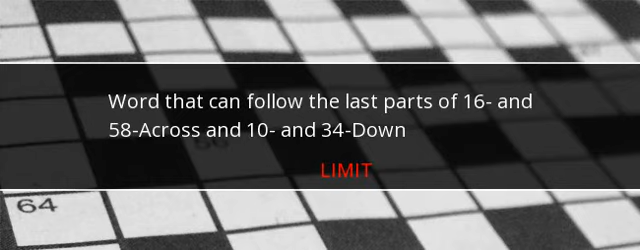 Word that can follow the last parts of 16- and
58-Across and 10- and 34-Down
LIMIT
64